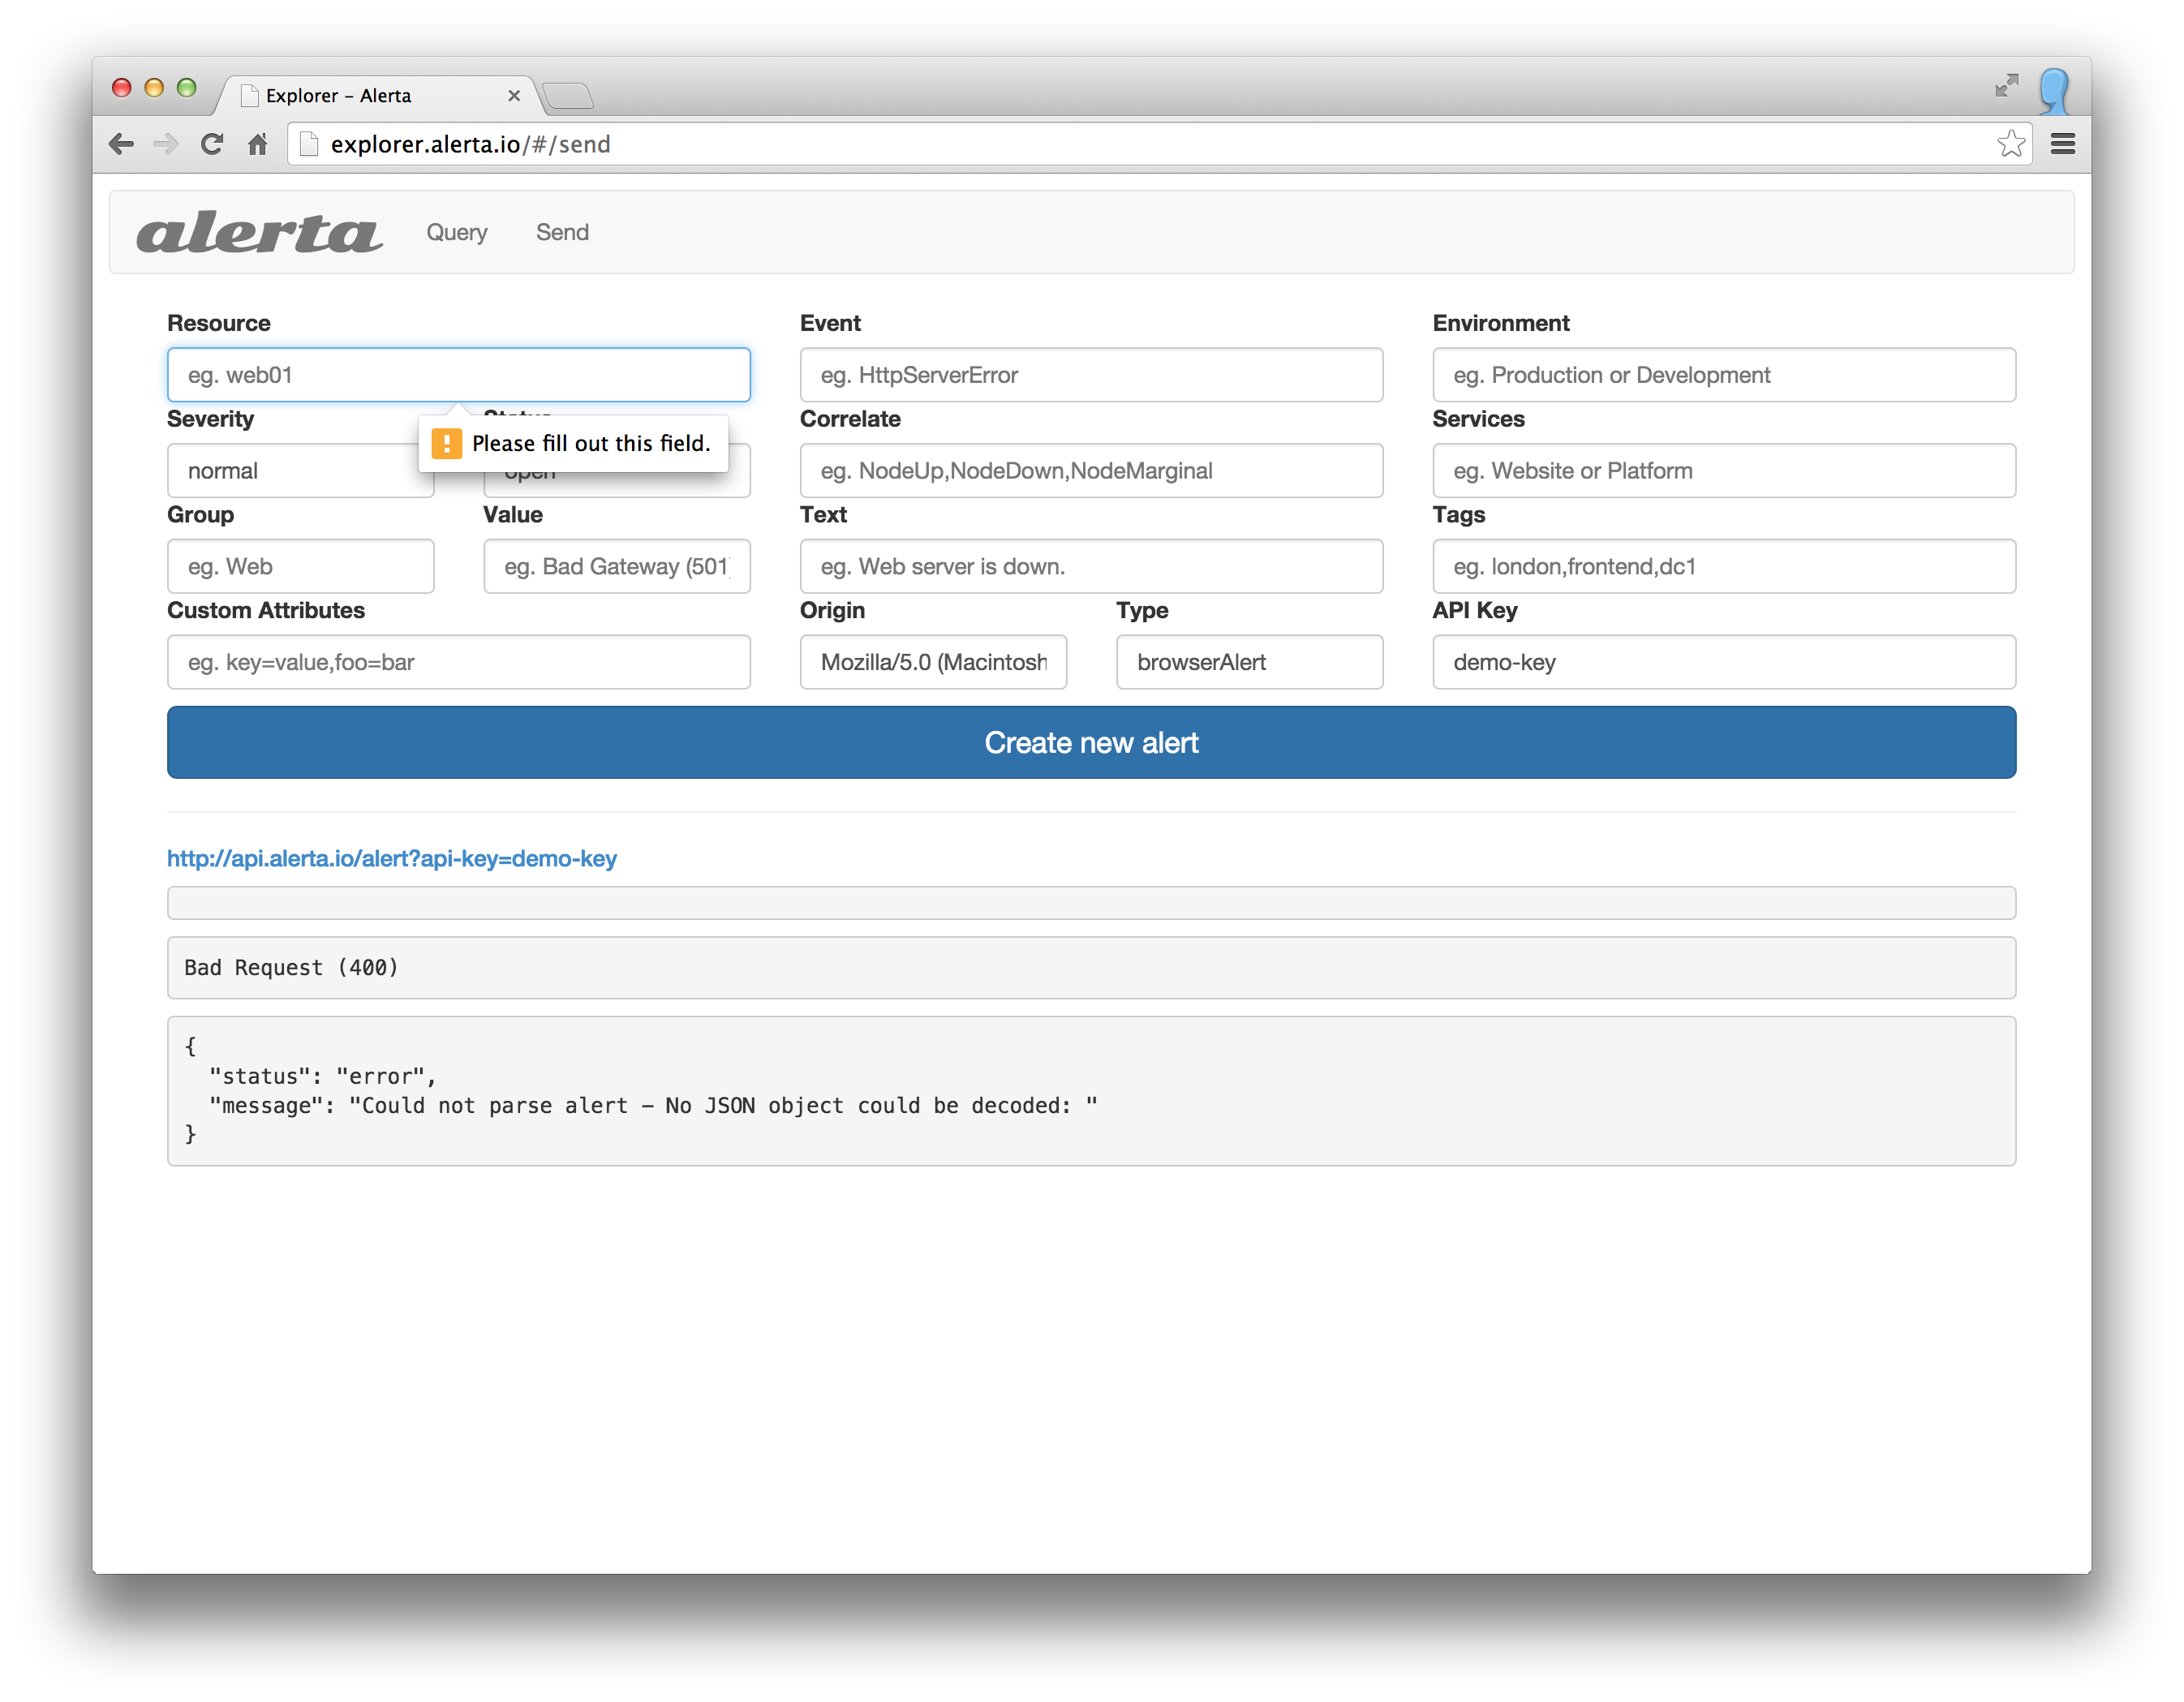 Explorer – Alerta
explorer.alerta.io/#/send
alerta Query Send
Resource Event Environment
eg. web01 eg. HttpServerError eg. Production or Development
Severity Status Correlate Services
Please fill out this field.
normal open eg. NodeUp,NodeDown,NodeMarginal eg. Website or Platform
Group Value Text Tags
eg. Web eg. Bad Gateway (501) eg. Web server is down. eg. london,frontend,dc1
Custom Attributes Origin Type API Key
eg. key=value,foo=bar Mozilla/5.0 (Macintosh browserAlert demo-key
Create new alert
http://api.alerta.io/alert?api-key=demo-key
Bad Request (400)
{
"status": "error",
"message": "Could not parse alert – No JSON object could be decoded: "
}